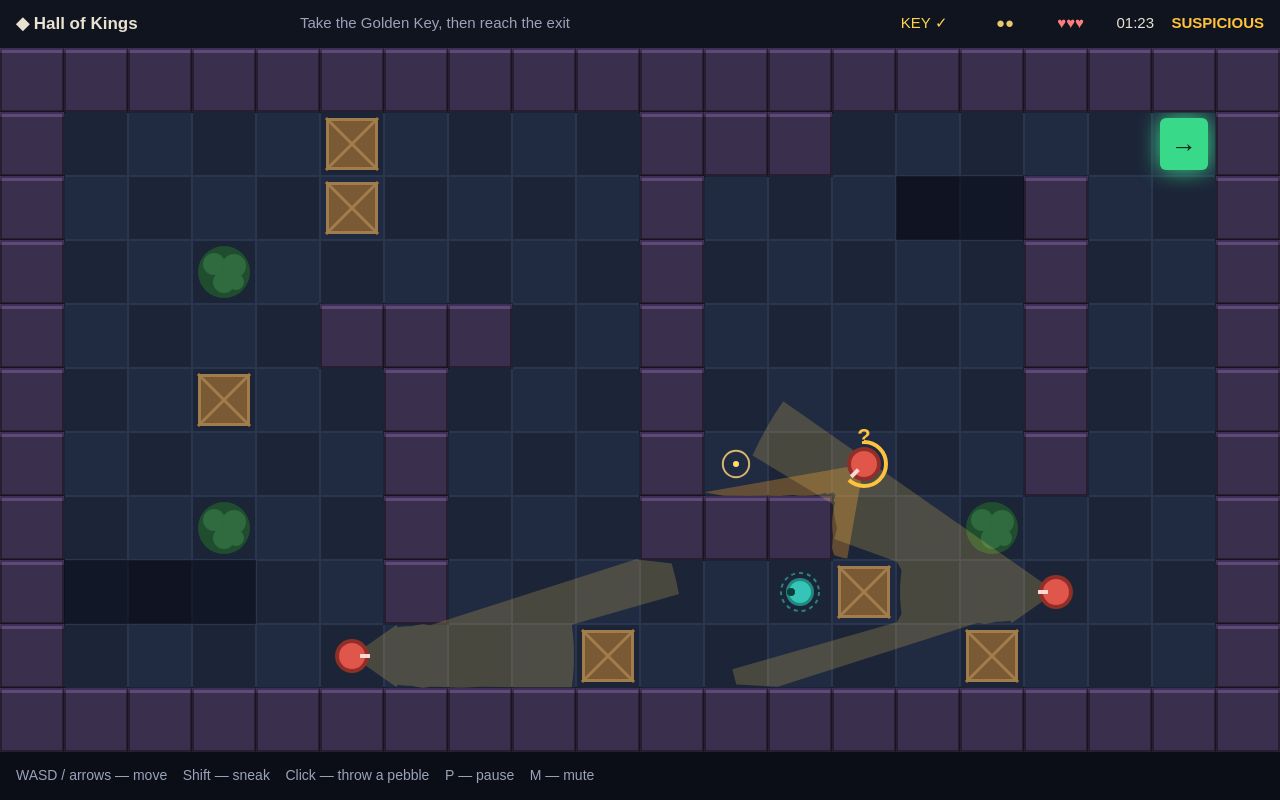 ◆ Hall of Kings
Take the Golden Key, then reach the exit
KEY ✓ ●● ♥♥♥ 01:23 SUSPICIOUS
→
?
WASD / arrows — move Shift — sneak Click — throw a pebble P — pause M — mute